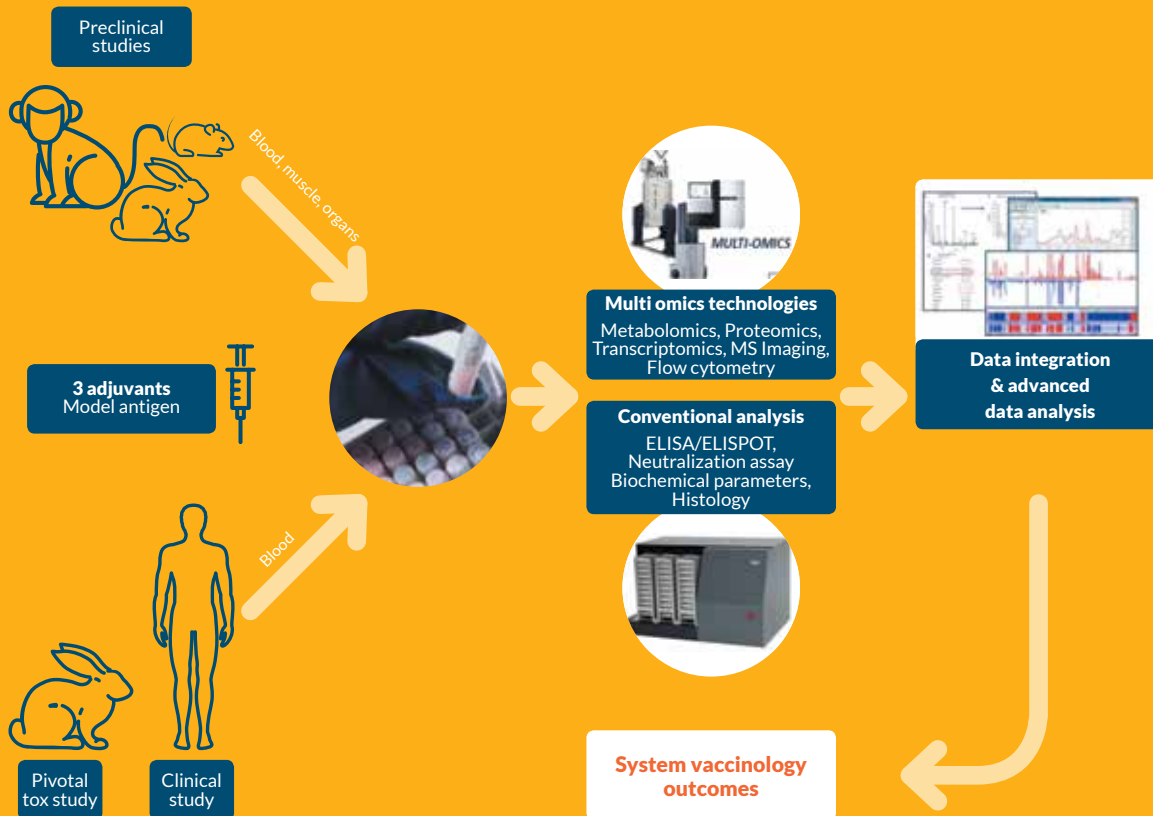 Preclinical
studies
Blood, muscle, organs
3 adjuvants
Model antigen
Blood
Pivotal
tox study
Clinical
study
MULTI-OMICS
Multi omics technologies
Metabolomics, Proteomics,
Transcriptomics, MS Imaging,
Flow cytometry
Conventional analysis
ELISA/ELISPOT,
Neutralization assay
Biochemical parameters,
Histology
Data integration
& advanced
data analysis
System vaccinology
outcomes